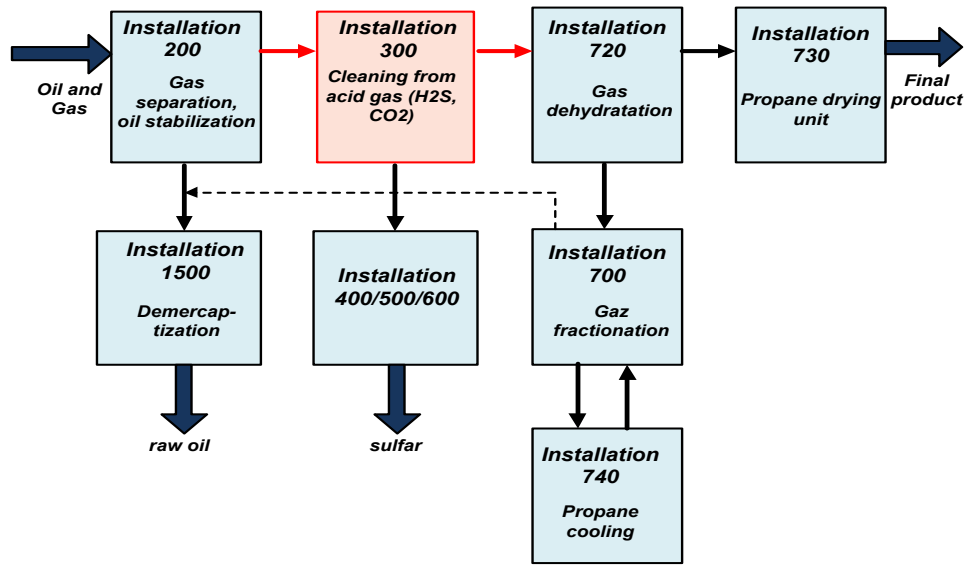 Installation
200
Gas
separation,
oil stabilization
Installation
300
Cleaning from
acid gas (H2S,
CO2)
Installation
720
Gas
dehydratation
Installation
730
Propane drying
unit
Oil and
Gas
Final
product
Installation
1500
Demercap-
tization
Installation
400/500/600
Installation
700
Gaz
fractionation
raw oil
sulfar
Installation
740
Propane
cooling